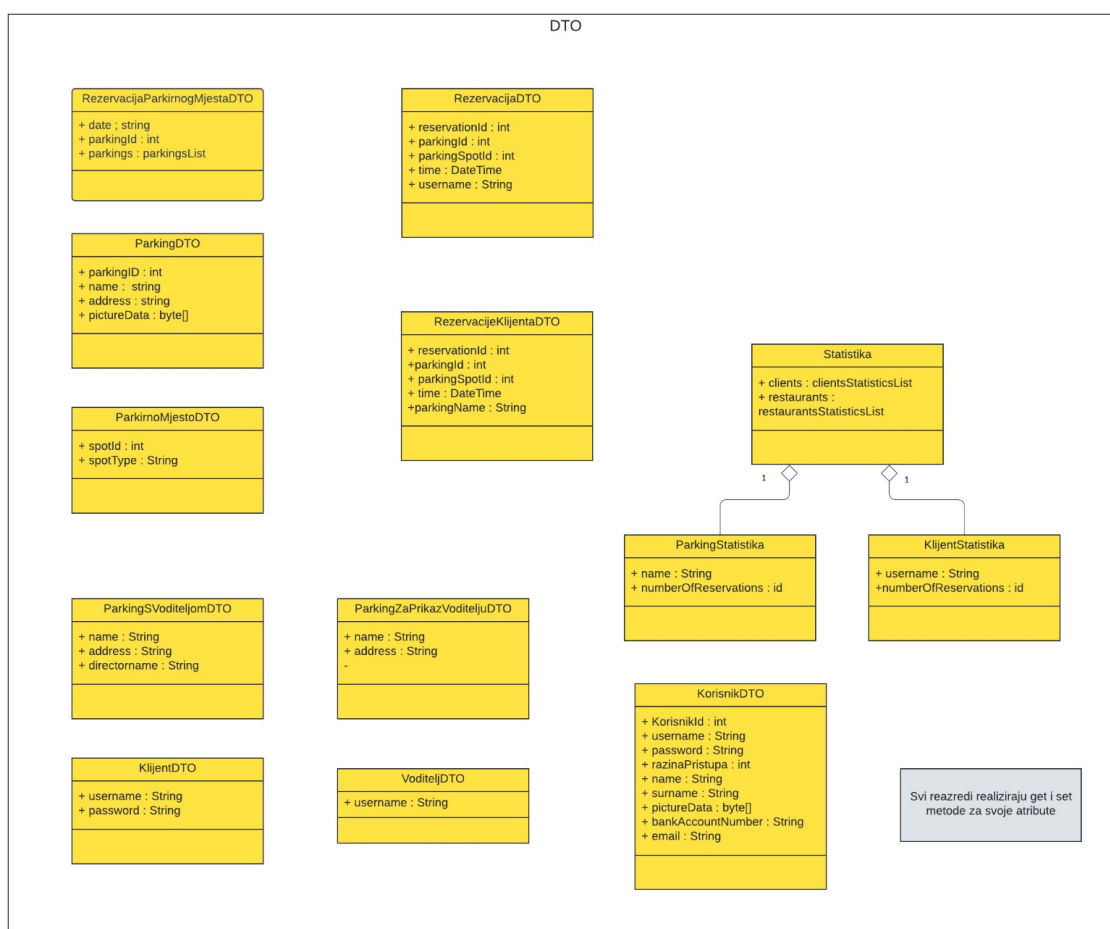 DTO
RezervacijaParkirnogMjestaDTO
+ date ; string
+ parkingId : int
+ parkings : parkingsList
RezervacijaDTO
+ reservationId : int
+ parkingId : int
+ parkingSpotId : int
+ time : DateTime
+ username : String
ParkingDTO
+ parkingID : int
+ name : string
+ address : string
+ pictureData : byte[]
RezervacijeKlijentaDTO
+ reservationId : int
+parkingId : int
+ parkingSpotId : int
+ time : DateTime
+parkingName : String
Statistika
+ clients : clientsStatisticsList
+ restaurants :
restaurantsStatisticsList
ParkirnoMjestoDTO
+ spotId : int
+ spotType : String
1
1
ParkingStatistika
+ name : String
+ numberOfReservations : id
KlijentStatistika
+ username : String
+numberOfReservations : id
ParkingSVoditeljomDTO
+ name : String
+ address : String
+ directorname : String
ParkingZaPrikazVoditeljuDTO
+ name : String
+ address : String
-
KorisnikDTO
+ KorisnikId : int
+ username : String
+ password : String
+ razinaPristupa : int
+ name : String
+ surname : String
+ pictureData : byte[]
+ bankAccountNumber : String
+ email : String
KlijentDTO
+ username : String
+ password : String
VoditeljDTO
+ username : String
Svi reazredi realiziraju get i set
metode za svoje atribute